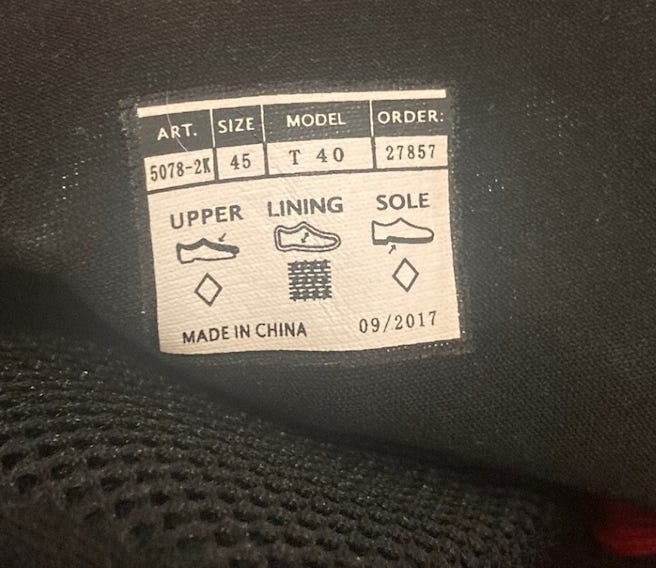 ART. SIZE MODEL ORDER:
5078-2K 45 T 40 27857
UPPER LINING SOLE
MADE IN CHINA 09/2017